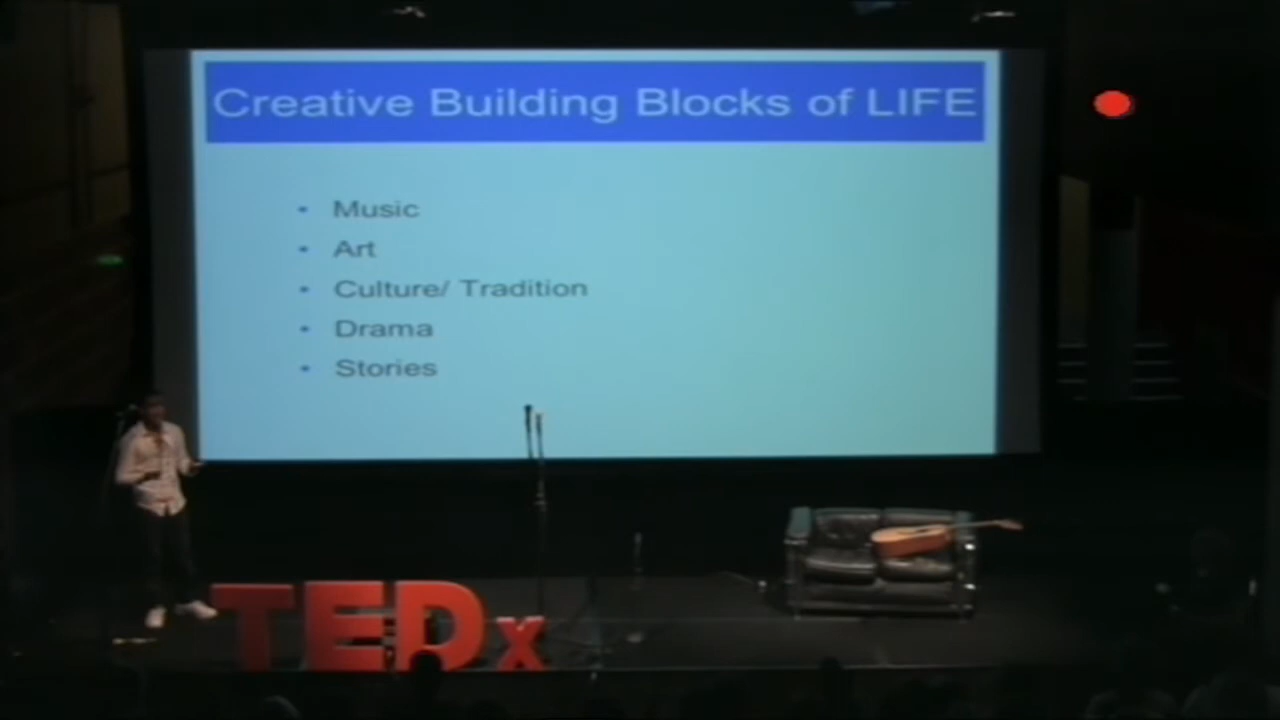 Creative Building Blocks of LIFE
• Music
• Art
• Culture/ Tradition
• Drama
• Stories
TEDx